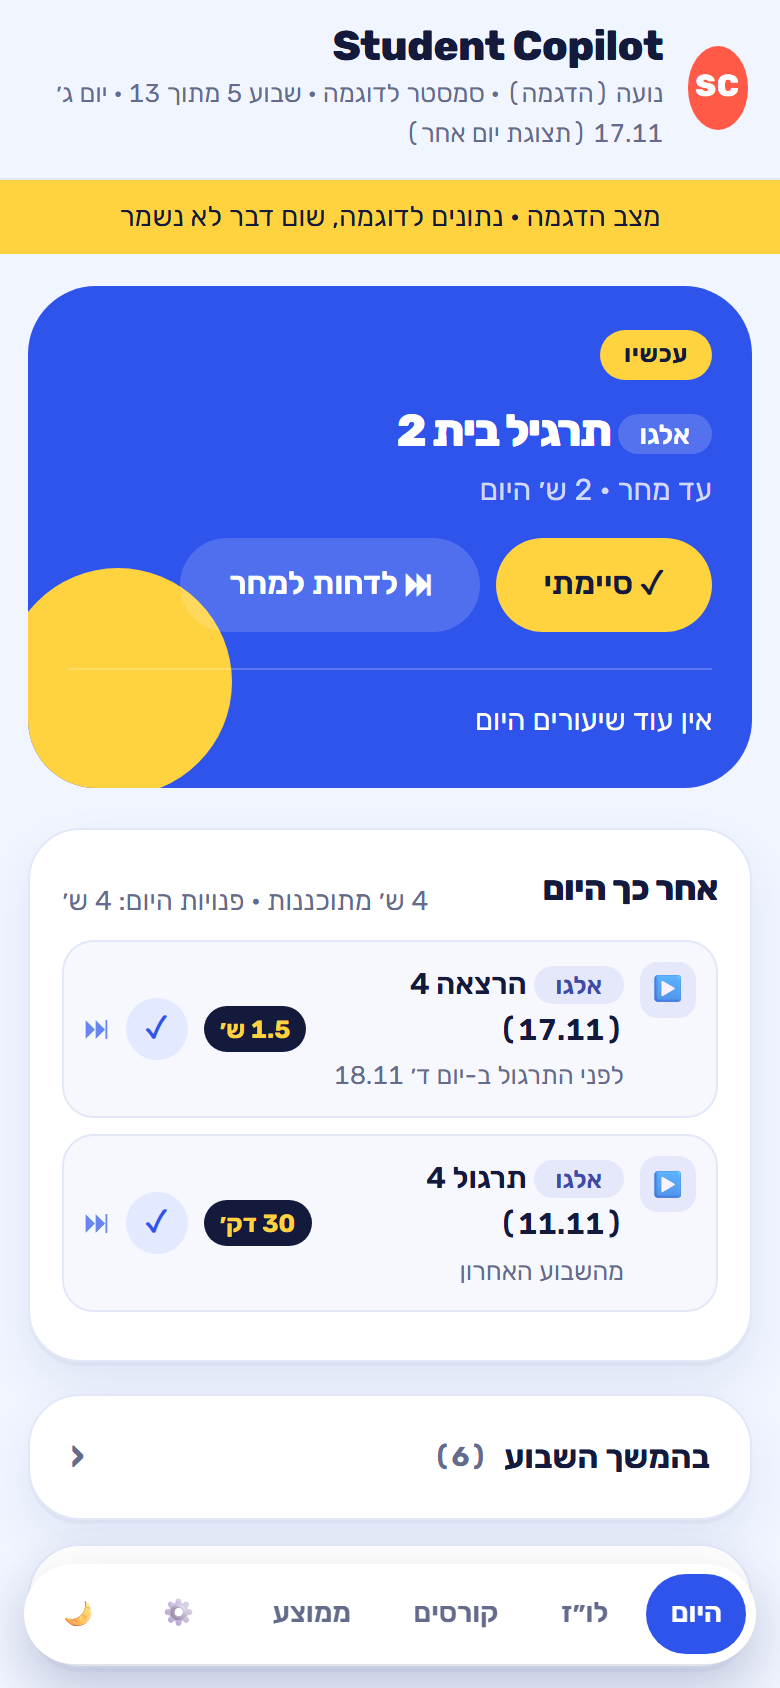 SC
Student Copilot
נועה (הדגמה) • סמסטר לדוגמה • שבוע 5 מתוך 13 • יום ג׳
17.11 (תצוגת יום אחר)
מצב הדגמה • נתונים לדוגמה, שום דבר לא נשמר
עכשיו
אלגו תרגיל בית 2
עד מחר • 2 ש׳ היום
✓ סיימתי
⏭ לדחות למחר
אין עוד שיעורים היום
אחר כך היום
4 ש׳ מתוכננות • פנויות היום: 4 ש׳
אלגו הרצאה 4
(17.11)
לפני התרגול ב-יום ד׳ 18.11
1.5 ש׳
אלגו תרגול 4
(11.11)
מהשבוע האחרון
30 דק׳
בהמשך השבוע (6)
היום
לו״ז
קורסים
ממוצע